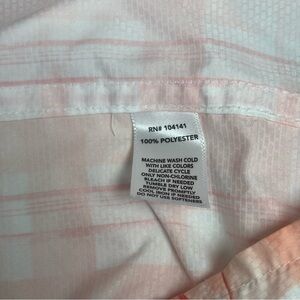 RN# 104141
100% POLYESTER
MACHINE WASH COLD
WITH LIKE COLORS
DELICATE CYCLE
ONLY NON-CHLORINE
BLEACH IF NEEDED
TUMBLE DRY LOW
REMOVE PROMPTLY
COOL IRON IF NEEDED
DO NOT USE SOFTENERS